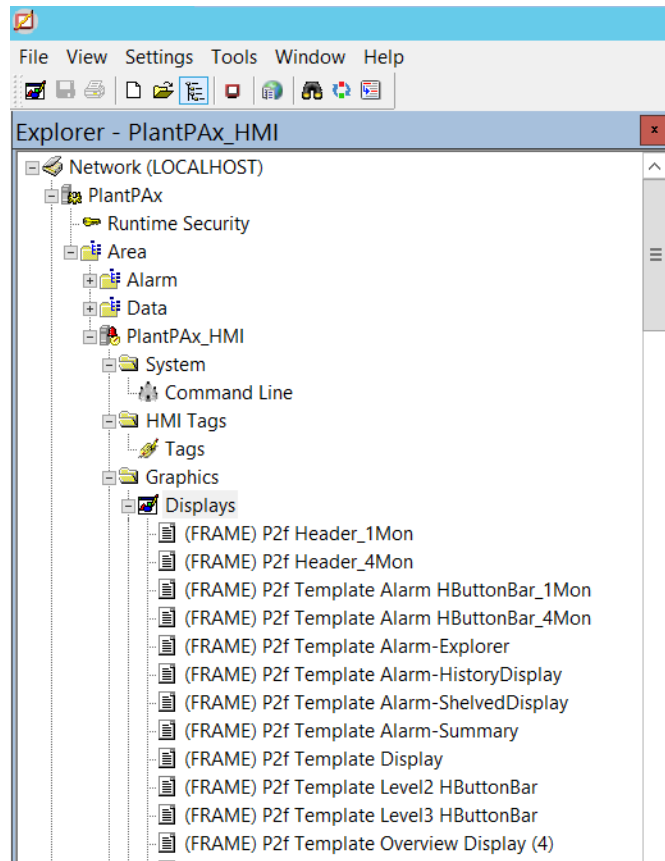 File View Settings Tools Window Help
Explorer - PlantPAx_HMI
x
Network (LOCALHOST)
PlantPAx
Runtime Security
Area
Alarm
Data
PlantPAx_HMI
System
Command Line
HMI Tags
Tags
Graphics
Displays
(FRAME) P2f Header_1Mon
(FRAME) P2f Header_4Mon
(FRAME) P2f Template Alarm HButtonBar_1Mon
(FRAME) P2f Template Alarm HButtonBar_4Mon
(FRAME) P2f Template Alarm-Explorer
(FRAME) P2f Template Alarm-HistoryDisplay
(FRAME) P2f Template Alarm-ShelvedDisplay
(FRAME) P2f Template Alarm-Summary
(FRAME) P2f Template Display
(FRAME) P2f Template Level2 HButtonBar
(FRAME) P2f Template Level3 HButtonBar
(FRAME) P2f Template Overview Display (4)